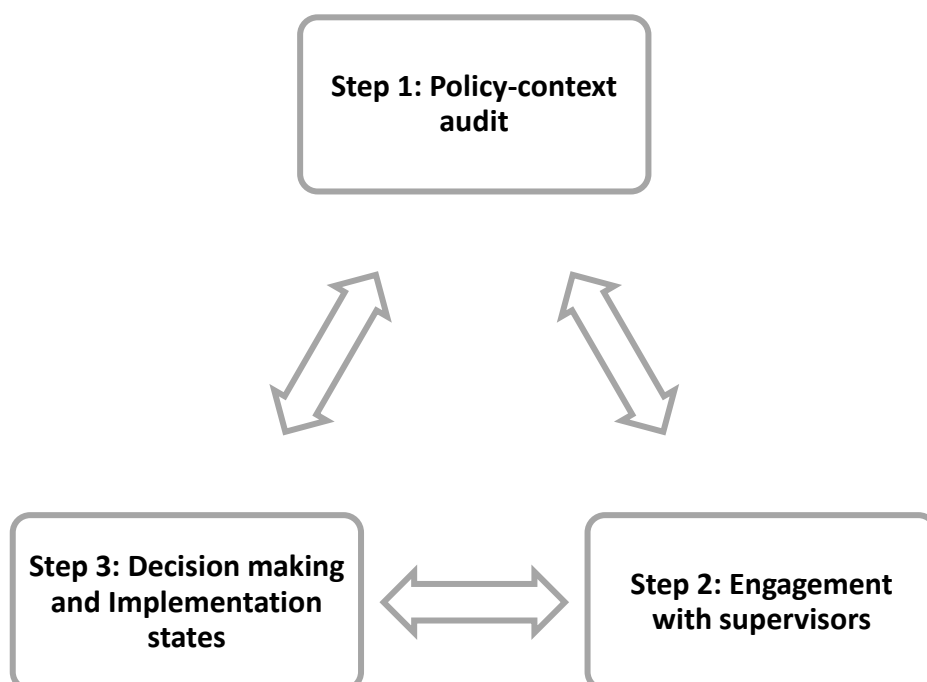 Step 1: Policy-context
audit
Step 3: Decision making
and Implementation
states
Step 2: Engagement
with supervisors